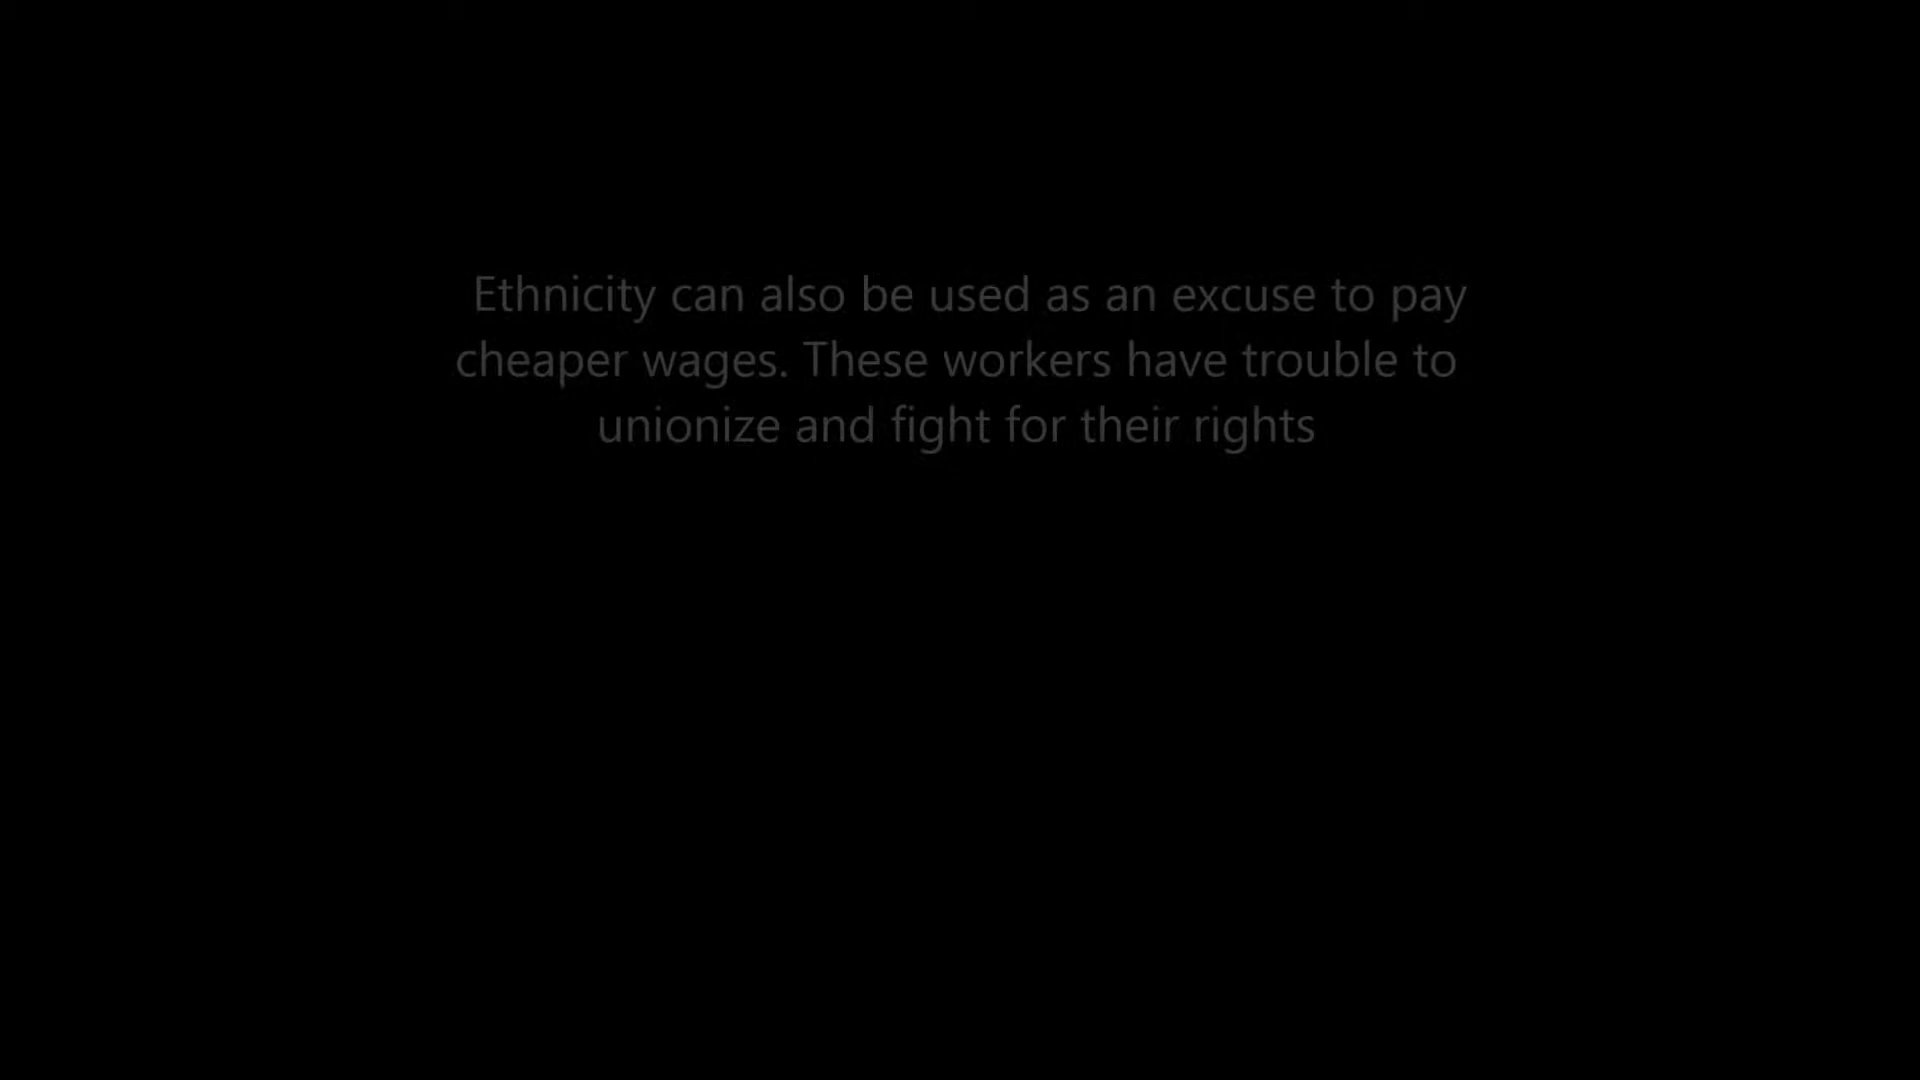 Ethnicity can also be used as an excuse to pay
cheaper wages. These workers have trouble to
unionize and fight for their rights